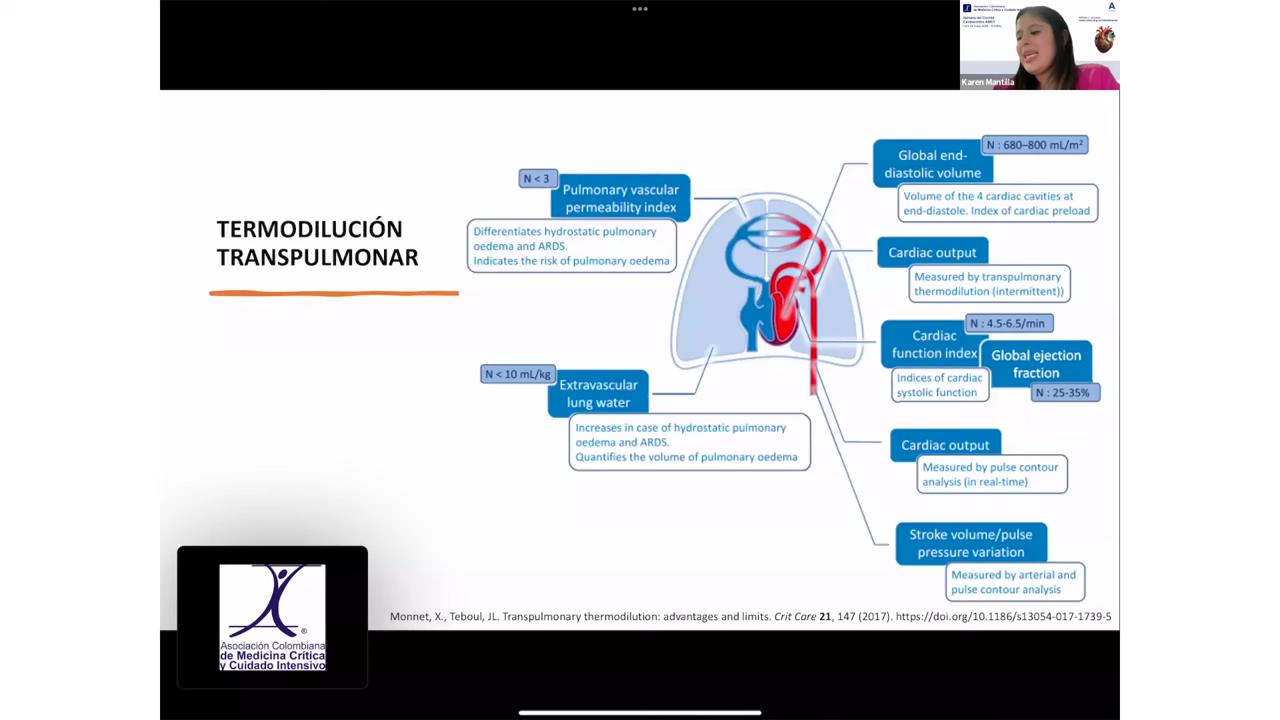 Asociación Colombiana
de Medicina Crítica y Cuidado Intensivo
Karen Mantilla
TERMODILUCIÓN
TRANSPULMONAR
N < 3
Pulmonary vascular
permeability index
Differentiates hydrostatic pulmonary
oedema and ARDS.
Indicates the risk of pulmonary oedema
N < 10 mL/kg
Extravascular
lung water
Increases in case of hydrostatic pulmonary
oedema and ARDS.
Quantifies the volume of pulmonary oedema
N : 680–800 mL/m²
Global end-
diastolic volume
Volume of the 4 cardiac cavities at
end-diastole. Index of cardiac preload
Cardiac output
Measured by transpulmonary
thermodilution (intermittent))
N : 4.5-6.5/min
Cardiac
function index
Indices of cardiac
systolic function
Global ejection
fraction
N : 25-35%
Cardiac output
Measured by pulse contour
analysis (in real-time)
Stroke volume/pulse
pressure variation
Measured by arterial and
pulse contour analysis
Monnet, X., Teboul, JL. Transpulmonary thermodilution: advantages and limits. Crit Care 21, 147 (2017). https://doi.org/10.1186/s13054-017-1739-5
®
Asociación Colombiana
de Medicina Crítica
y Cuidado Intensivo